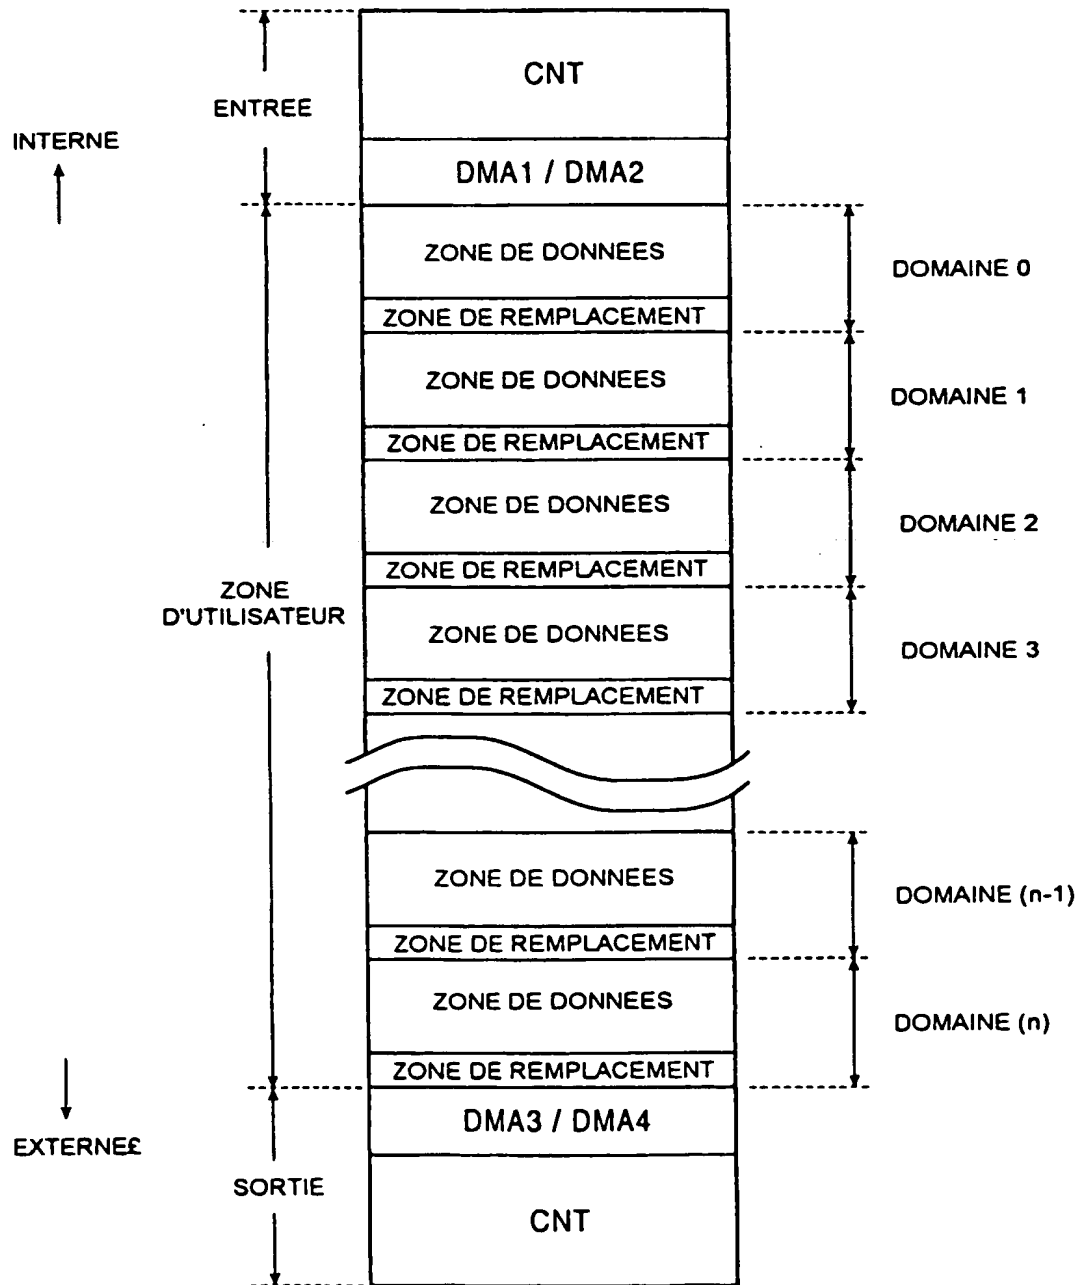 CNT
ENTREE
INTERNE
DMA1 / DMA2
ZONE DE DONNEES
DOMAINE 0
ZONE DE REMPLACEMENT
ZONE DE DONNEES
DOMAINE 1
ZONE DE REMPLACEMENT
ZONE DE DONNEES
DOMAINE 2
ZONE DE REMPLACEMENT
ZONE
D'UTILISATEUR
ZONE DE DONNEES
DOMAINE 3
ZONE DE REMPLACEMENT
ZONE DE DONNEES
DOMAINE (n-1)
ZONE DE REMPLACEMENT
ZONE DE DONNEES
DOMAINE (n)
ZONE DE REMPLACEMENT
DMA3 / DMA4
EXTERNE£
SORTIE
CNT